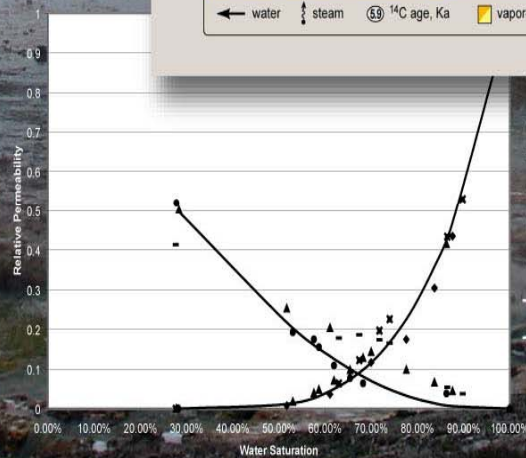 water steam 5.9 ¹⁴C age, Ka vapor
1
0.9
0.8
0.7
0.6
0.5
0.4
0.3
0.2
0.1
0
Relative Permeability
0.00% 10.00% 20.00% 30.00% 40.00% 50.00% 60.00% 70.00% 80.00% 90.00% 100.00%
Water Saturation